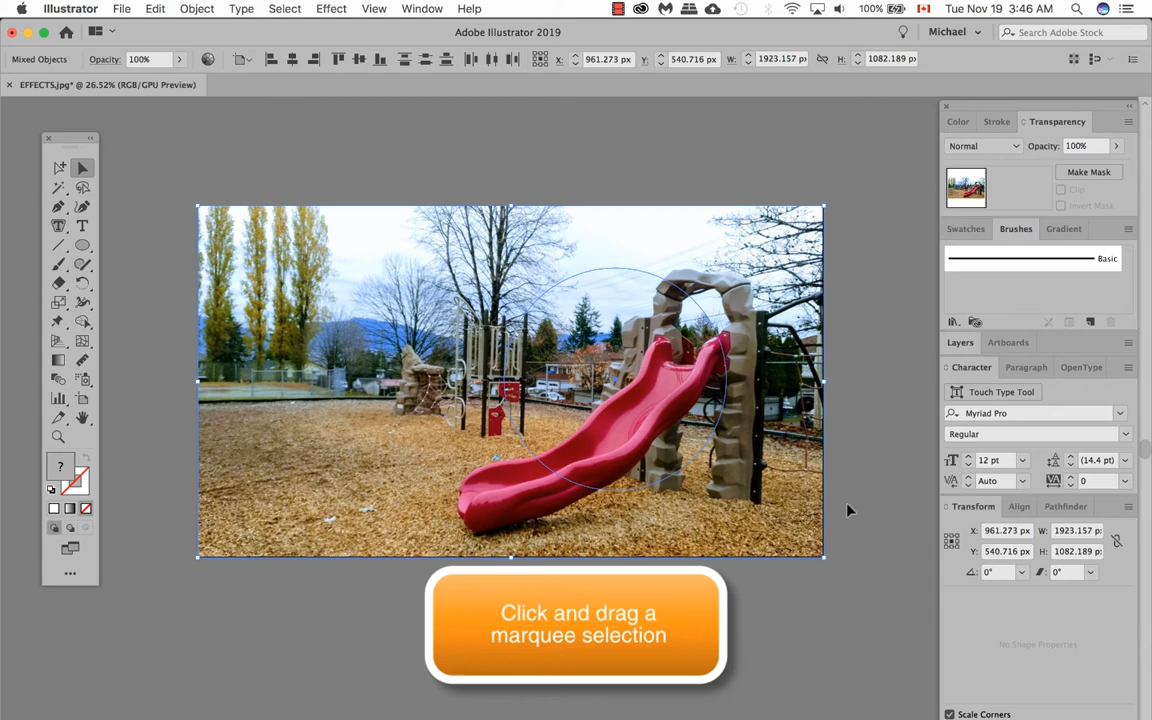 Illustrator File Edit Object Type Select Effect View Window Help 100% Tue Nov 19 3:46 AM
Adobe Illustrator 2019 Michael Search Adobe Stock
Mixed Objects Opacity: 100% X: 961.273 px Y: 540.716 px W: 1923.157 px H: 1082.189 px
EFFECTS.jpg* @ 26.52% (RGB/GPU Preview)
Color Stroke Transparency
Normal Opacity: 100%
Make Mask
Clip
Invert Mask
Swatches Brushes Gradient
Basic
Layers Artboards
Character Paragraph OpenType
Touch Type Tool
Myriad Pro
Regular
12 pt (14.4 pt)
Auto 0
Transform Align Pathfinder
X: 961.273 px W: 1923.157 px
Y: 540.716 px H: 1082.189 px
0° 0°
No Shape Properties
Scale Corners
?
Click and drag a
marquee selection